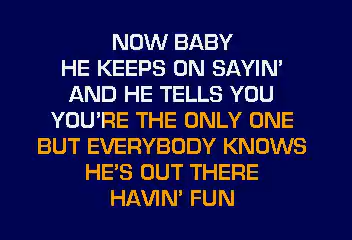 NOW BABY
HE KEEPS ON SAYIN'
AND HE TELLS YOU
YOU'RE THE ONLY ONE
BUT EVERYBODY KNOWS
HE'S OUT THERE
HAVIN' FUN